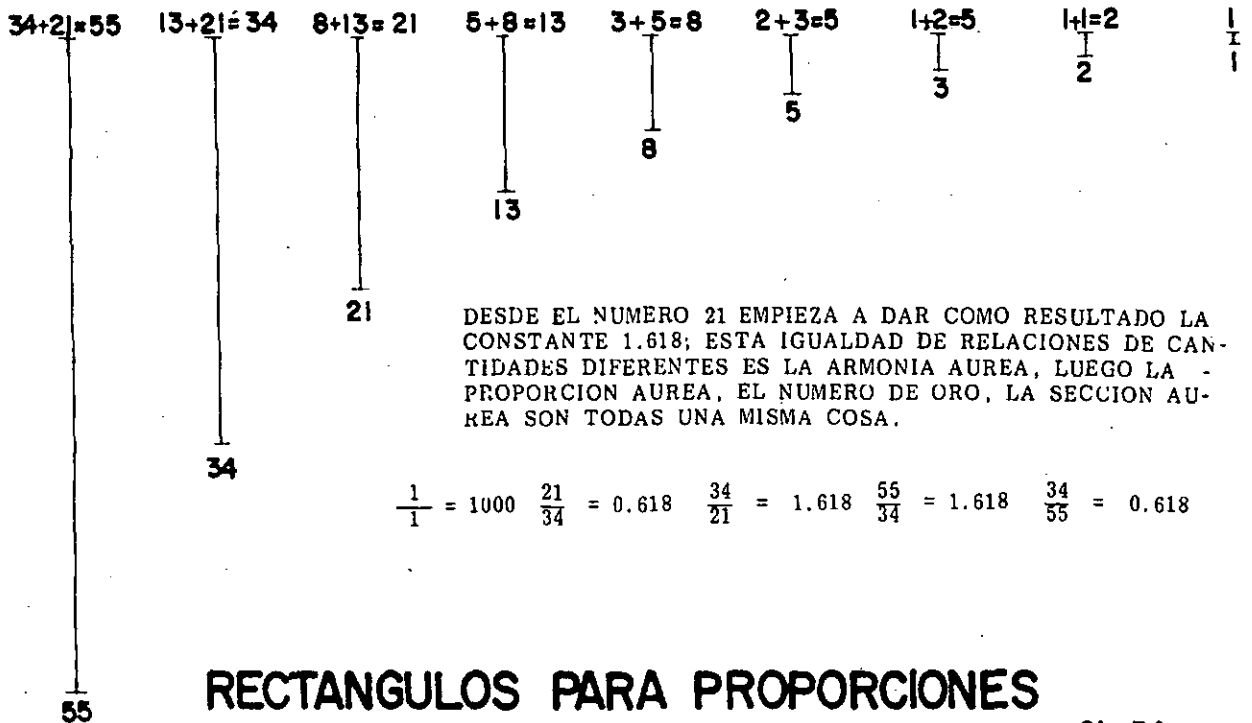 34+21=55 13+21=34 8+13=21 5+8=13 3+5=8 2+3=5 1+2=5 1+1=2 1
1
2
3
5
8
13
21
34
55
DESDE EL NUMERO 21 EMPIEZA A DAR COMO RESULTADO LA
CONSTANTE 1.618; ESTA IGUALDAD DE RELACIONES DE CAN-
TIDADES DIFERENTES ES LA ARMONIA AUREA, LUEGO LA -
PROPORCION AUREA, EL NUMERO DE ORO, LA SECCION AU-
REA SON TODAS UNA MISMA COSA.
1/1 = 1000 21/34 = 0.618 34/21 = 1.618 55/34 = 1.618 34/55 = 0.618
RECTANGULOS PARA PROPORCIONES